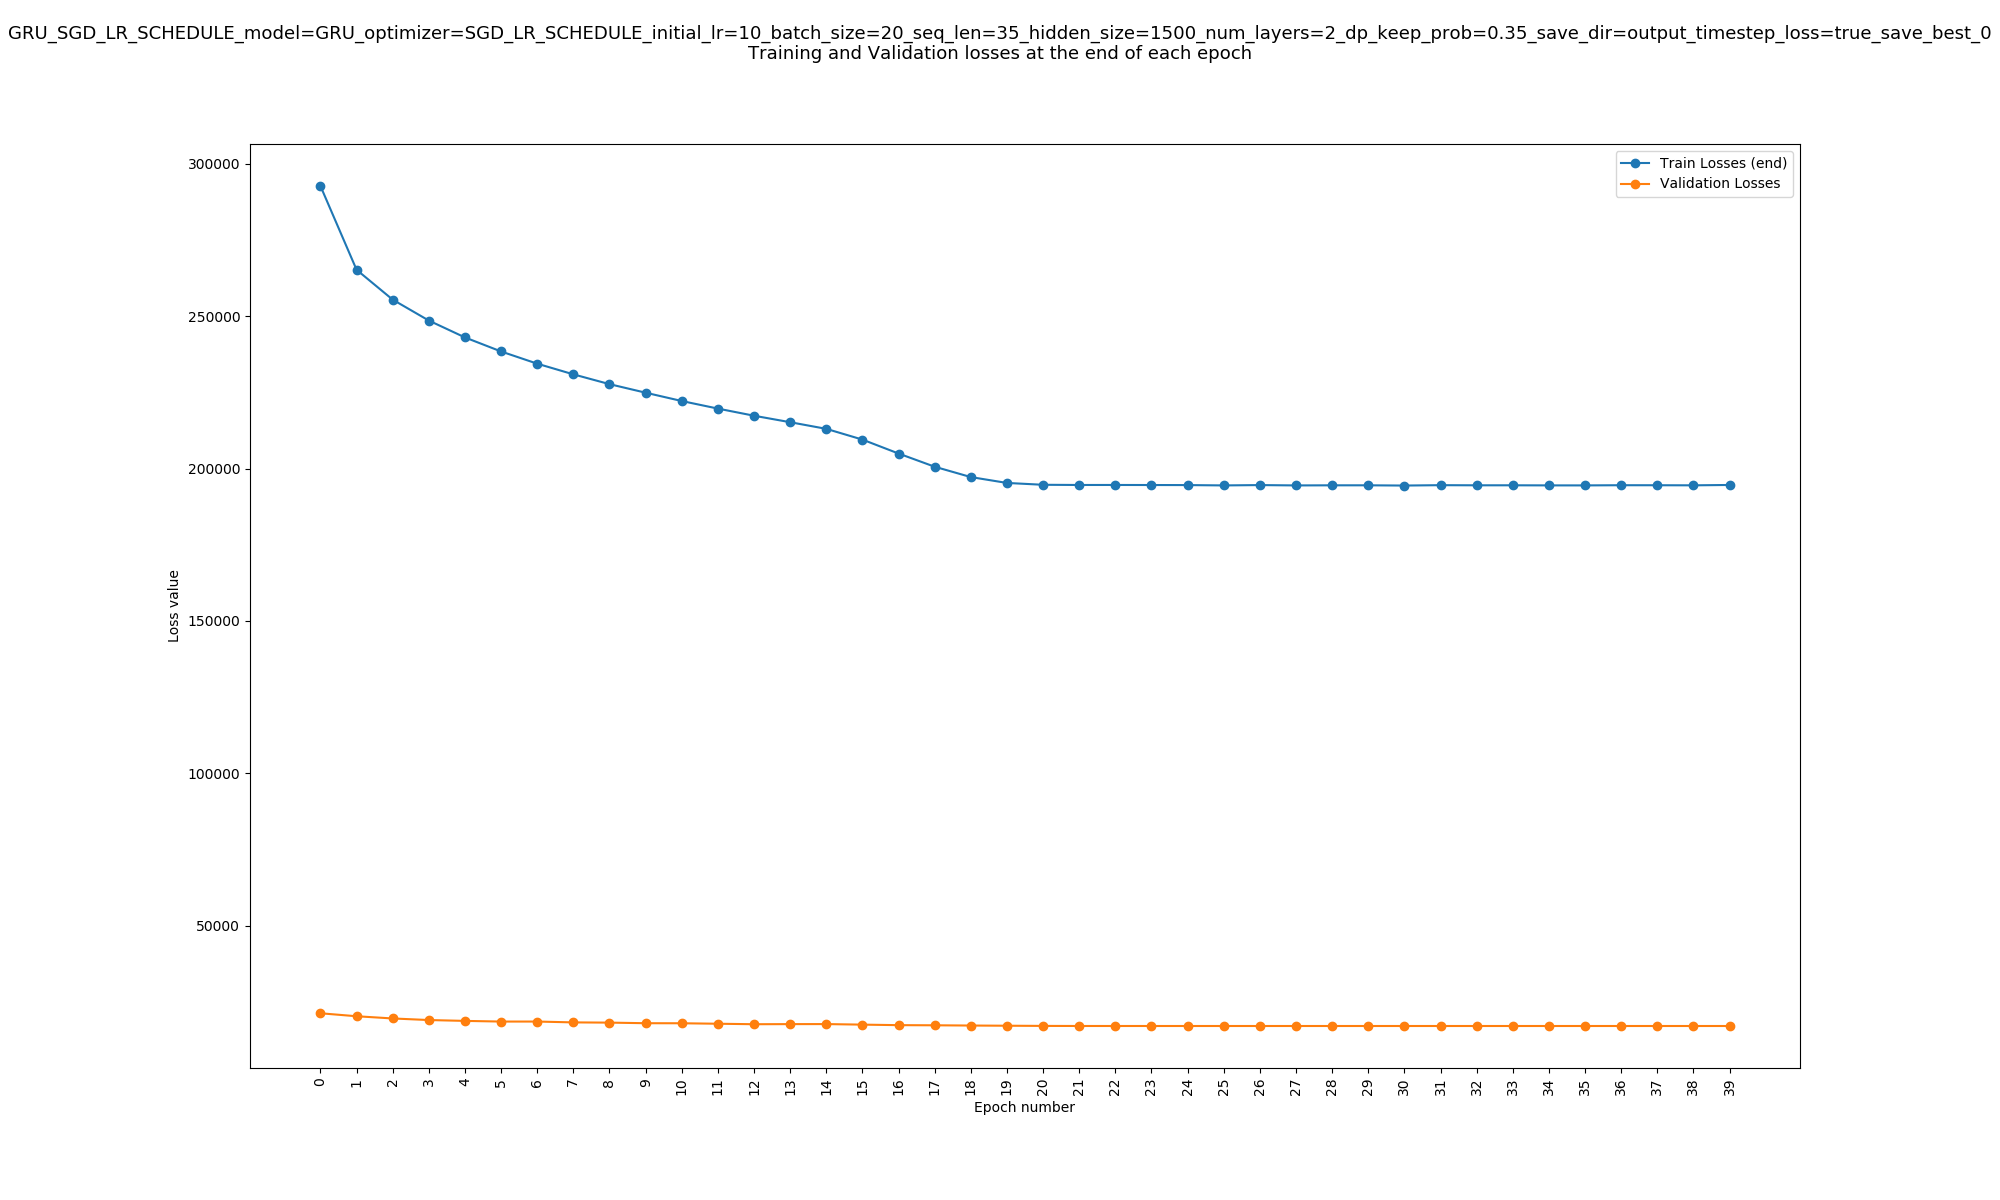 GRU_SGD_LR_SCHEDULE_model=GRU_optimizer=SGD_LR_SCHEDULE_initial_lr=10_batch_size=20_seq_len=35_hidden_size=1500_num_layers=2_dp_keep_prob=0.35_save_dir=output_timestep_loss=true_save_best_0
Training and Validation losses at the end of each epoch
Train Losses (end)
Validation Losses
300000
250000
200000
150000
100000
50000
Loss value
0 1 2 3 4 5 6 7 8 9 10 11 12 13 14 15 16 17 18 19 20 21 22 23 24 25 26 27 28 29 30 31 32 33 34 35 36 37 38 39
Epoch number